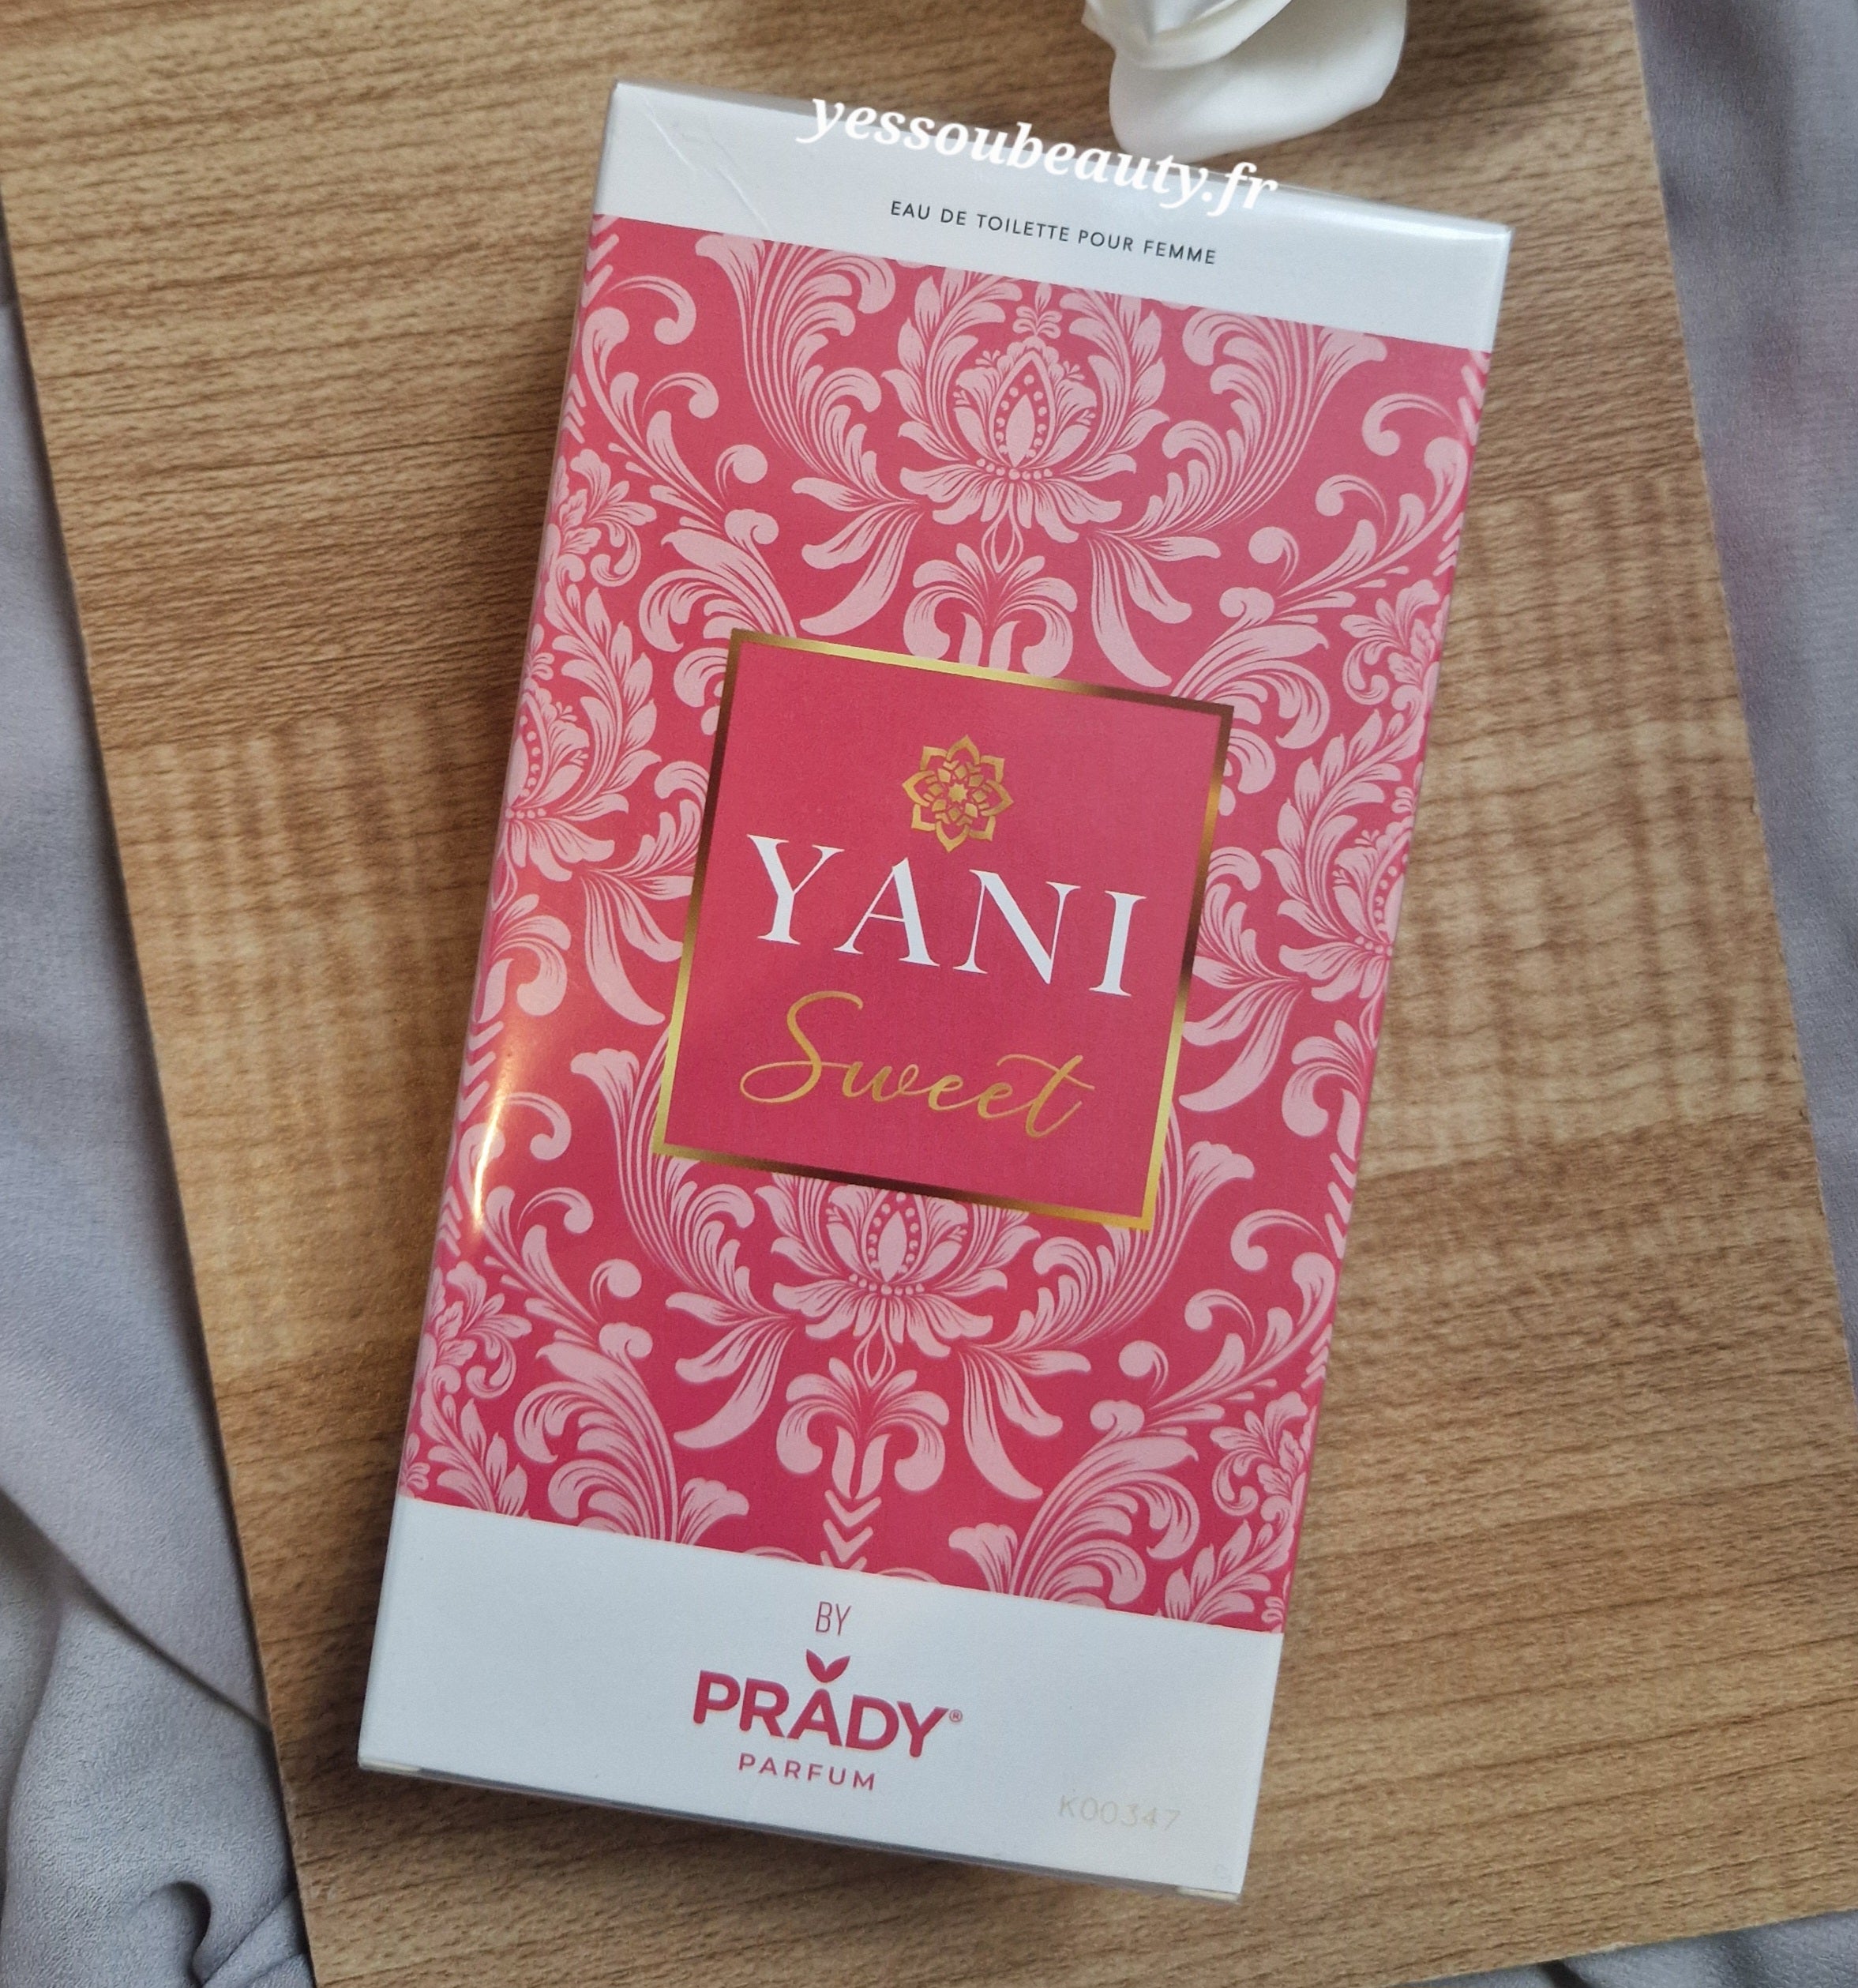 yessoubeauty.fr
EAU DE TOILETTE POUR FEMME
YANI
Sweet
BY
PRADY®
PARFUM
K00347